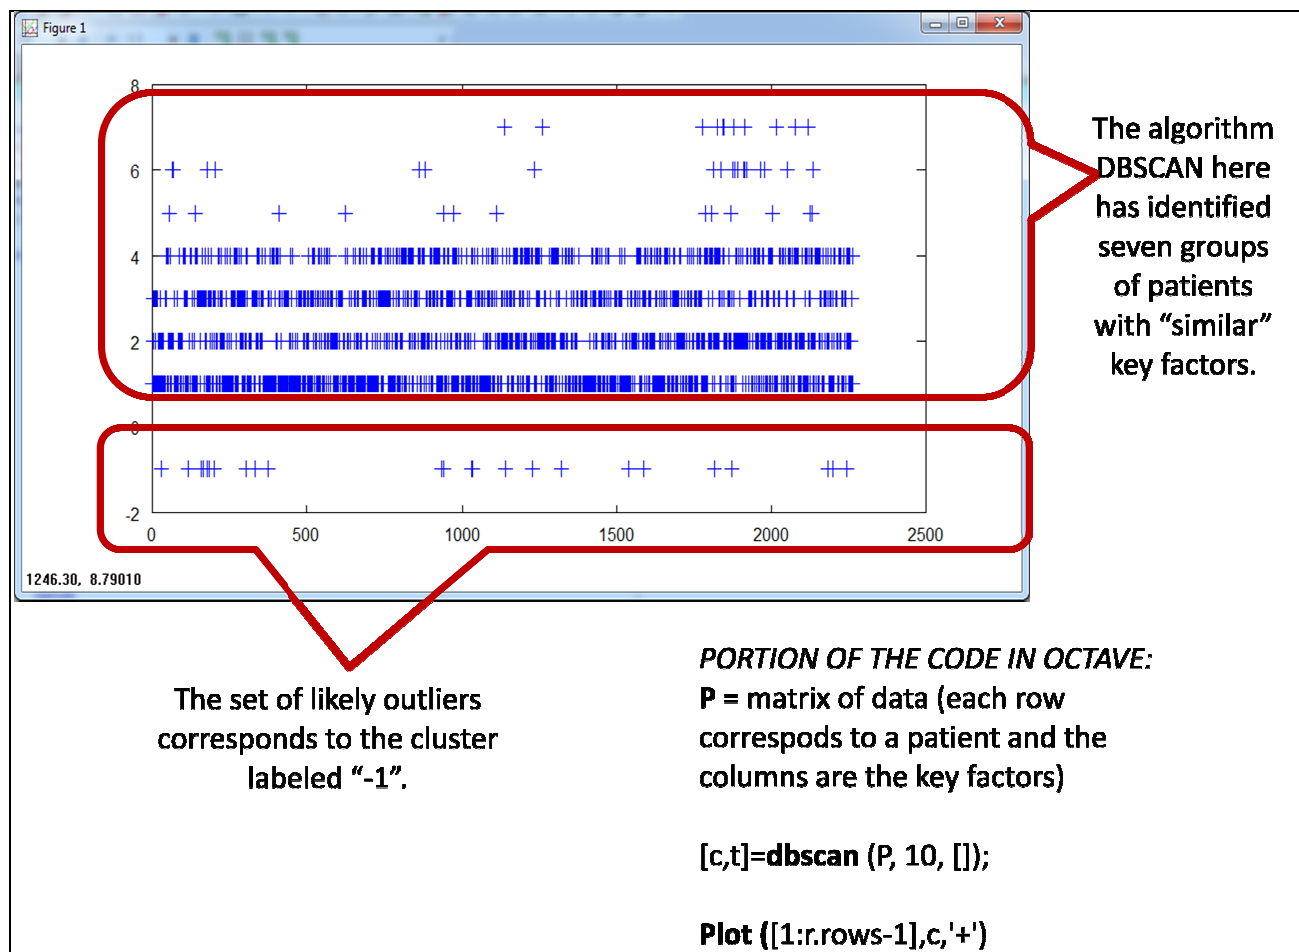 Figure 1
8
6
4
2
0
-2
0 500 1000 1500 2000 2500
1246.30, 8.79010
The algorithm
DBSCAN here
has identified
seven groups
of patients
with “similar”
key factors.
The set of likely outliers
corresponds to the cluster
labeled “-1”.
PORTION OF THE CODE IN OCTAVE:
P = matrix of data (each row
correspods to a patient and the
columns are the key factors)
[c,t]=dbscan (P, 10, []);
Plot ([1:r.rows-1],c,'+')